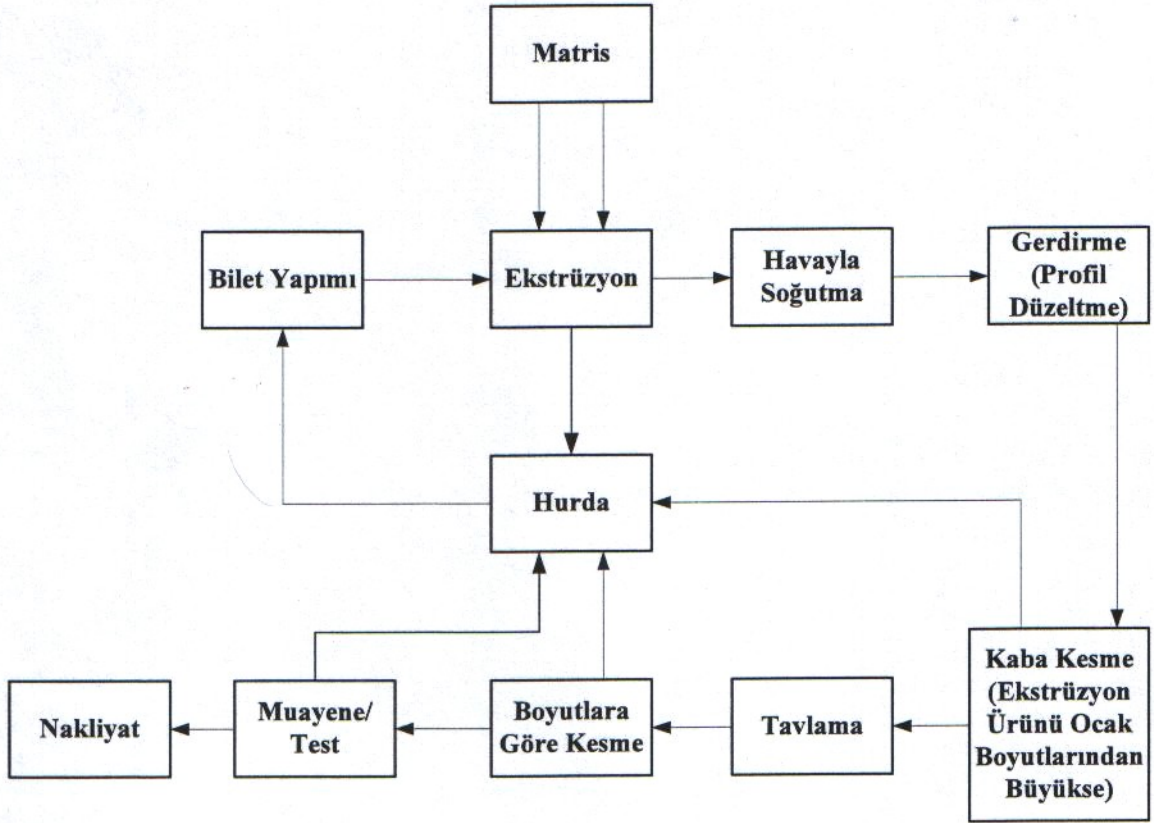 Matris
Bilet Yapımı
Ekstrüzyon
Havayla
Soğutma
Gerdirme
(Profil
Düzeltme)
Hurda
Nakliyat
Muayene/
Test
Boyutlara
Göre Kesme
Tavlama
Kaba Kesme
(Ekstrüzyon
Ürünü Ocak
Boyutlarından
Büyükse)